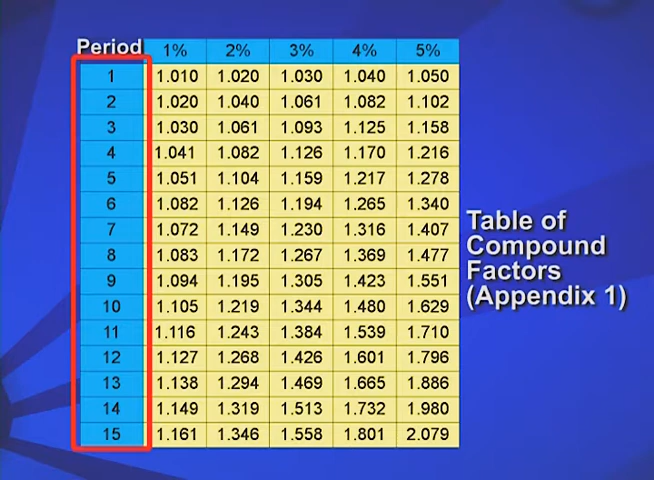 Period 1% 2% 3% 4% 5%
1 1.010 1.020 1.030 1.040 1.050
2 1.020 1.040 1.061 1.082 1.102
3 1.030 1.061 1.093 1.125 1.158
4 1.041 1.082 1.126 1.170 1.216
5 1.051 1.104 1.159 1.217 1.278
6 1.082 1.126 1.194 1.265 1.340
7 1.072 1.149 1.230 1.316 1.407
8 1.083 1.172 1.267 1.369 1.477
9 1.094 1.195 1.305 1.423 1.551
10 1.105 1.219 1.344 1.480 1.629
11 1.116 1.243 1.384 1.539 1.710
12 1.127 1.268 1.426 1.601 1.796
13 1.138 1.294 1.469 1.665 1.886
14 1.149 1.319 1.513 1.732 1.980
15 1.161 1.346 1.558 1.801 2.079
Table of
Compound
Factors
(Appendix 1)